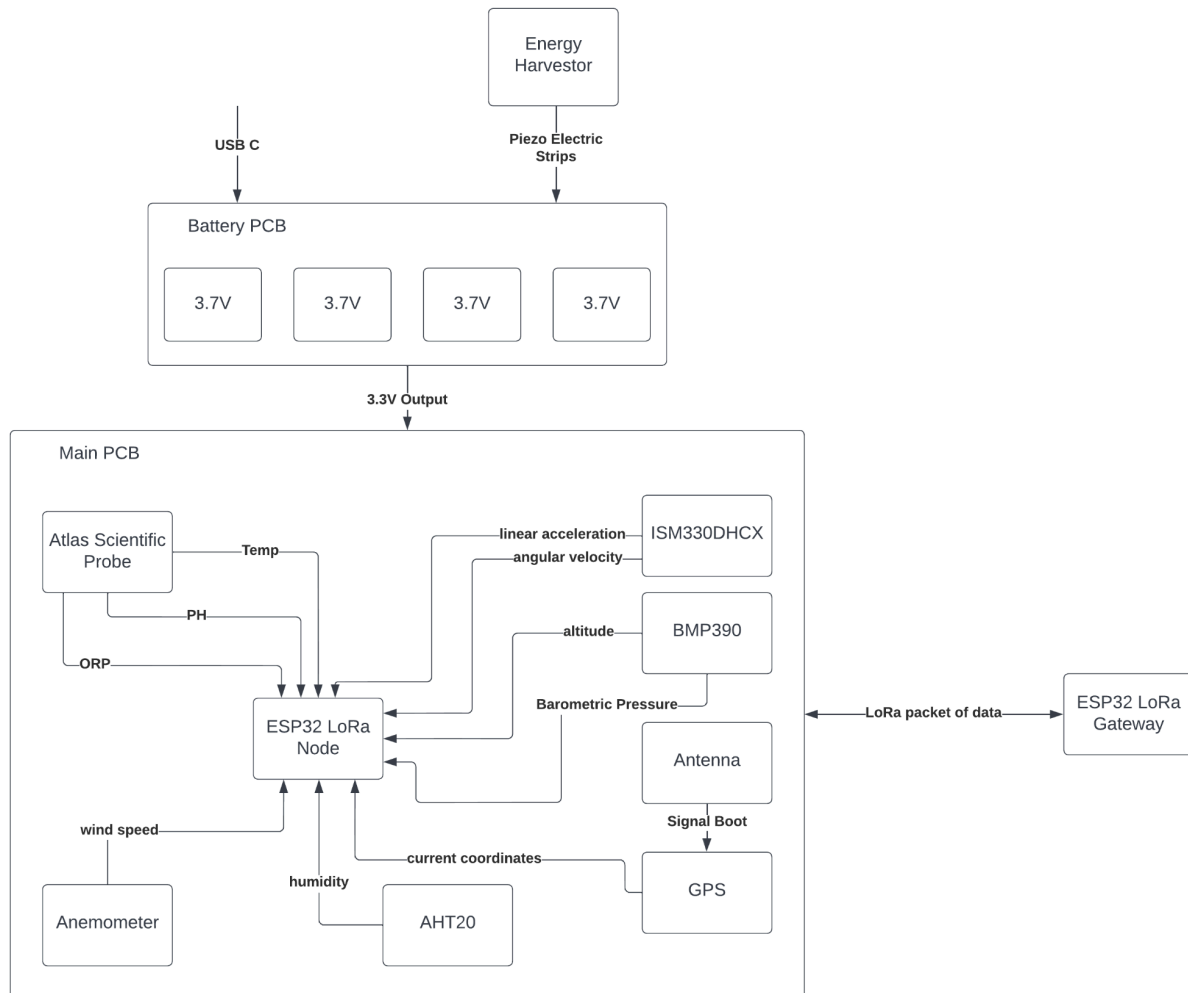 Energy
Harvestor
USB C
Piezo Electric
Strips
Battery PCB
3.7V
3.7V
3.7V
3.7V
3.3V Output
Main PCB
Atlas Scientific
Probe
Temp
PH
ORP
linear acceleration
angular velocity
ISM330DHCX
altitude
BMP390
Barometric Pressure
ESP32 LoRa
Node
Antenna
Signal Boot
LoRa packet of data
ESP32 LoRa
Gateway
wind speed
current coordinates
humidity
GPS
Anemometer
AHT20